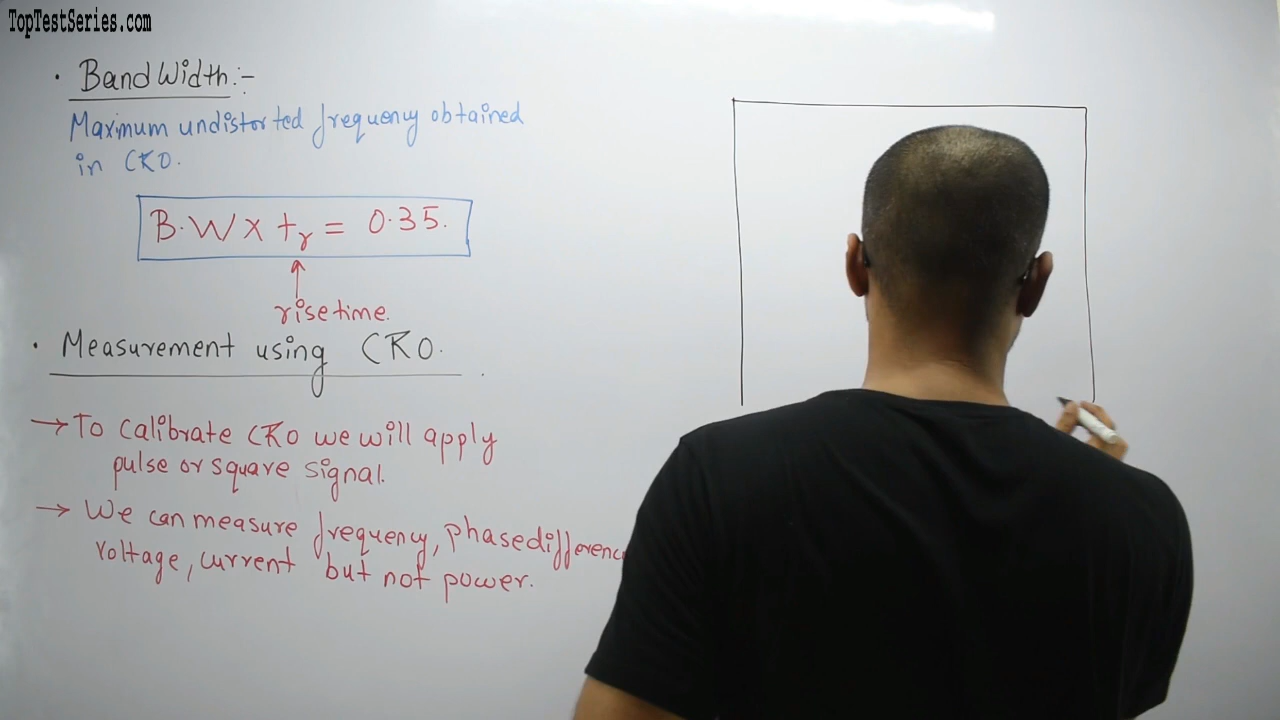 TopTestSeries.com
• BandWidth:-
Maximum undistorted frequency obtained
in CRO.
B.W x tr = 0.35.
risetime.
• Measurement using CRO.
→ To calibrate CRO we will apply
pulse or square signal.
→ We can measure frequency, phasedifference
voltage, current but not power.